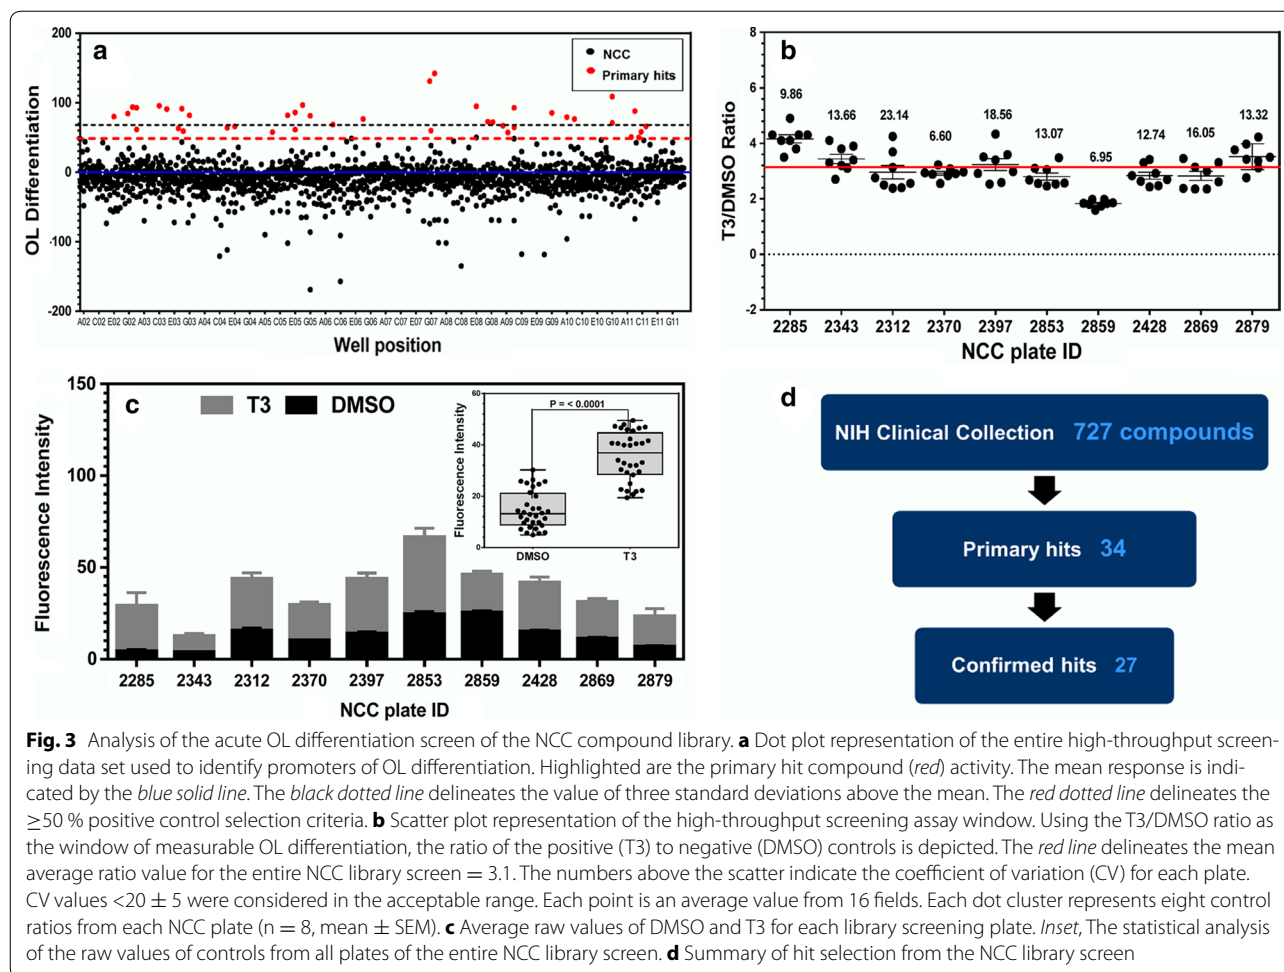 a
200
100
0
-100
-200
OL Differentiation
NCC
Primary hits
A02 C02 E02 G02 A03 C03 E03 G03 A04 C04 E04 G04 A05 C05 E05 G05 A06 C06 E06 G06 A07 C07 E07 G07 A08 C08 E08 G08 A09 C09 E09 G09 A10 C10 E10 G10 A11 C11 E11 G11
Well position
b
8
6
4
2
0
-2
T3/DMSO Ratio
9.86 13.66 23.14 6.60 18.56 13.07 6.95 12.74 16.05 13.32
2285 2343 2312 2370 2397 2853 2859 2428 2869 2879
NCC plate ID
c
150
100
50
0
Fluorescence Intensity
T3 DMSO
60
40
20
0
Fluorescence Intensity
P = < 0.0001
DMSO T3
2285 2343 2312 2370 2397 2853 2859 2428 2869 2879
NCC plate ID
d
NIH Clinical Collection 727 compounds
Primary hits 34
Confirmed hits 27
Fig. 3 Analysis of the acute OL differentiation screen of the NCC compound library. a Dot plot representation of the entire high-throughput screen-
ing data set used to identify promoters of OL differentiation. Highlighted are the primary hit compound (red) activity. The mean response is indi-
cated by the blue solid line. The black dotted line delineates the value of three standard deviations above the mean. The red dotted line delineates the
≥50 % positive control selection criteria. b Scatter plot representation of the high-throughput screening assay window. Using the T3/DMSO ratio as
the window of measurable OL differentiation, the ratio of the positive (T3) to negative (DMSO) controls is depicted. The red line delineates the mean
average ratio value for the entire NCC library screen = 3.1. The numbers above the scatter indicate the coefficient of variation (CV) for each plate.
CV values <20 ± 5 were considered in the acceptable range. Each point is an average value from 16 fields. Each dot cluster represents eight control
ratios from each NCC plate (n = 8, mean ± SEM). c Average raw values of DMSO and T3 for each library screening plate. Inset, The statistical analysis
of the raw values of controls from all plates of the entire NCC library screen. d Summary of hit selection from the NCC library screen